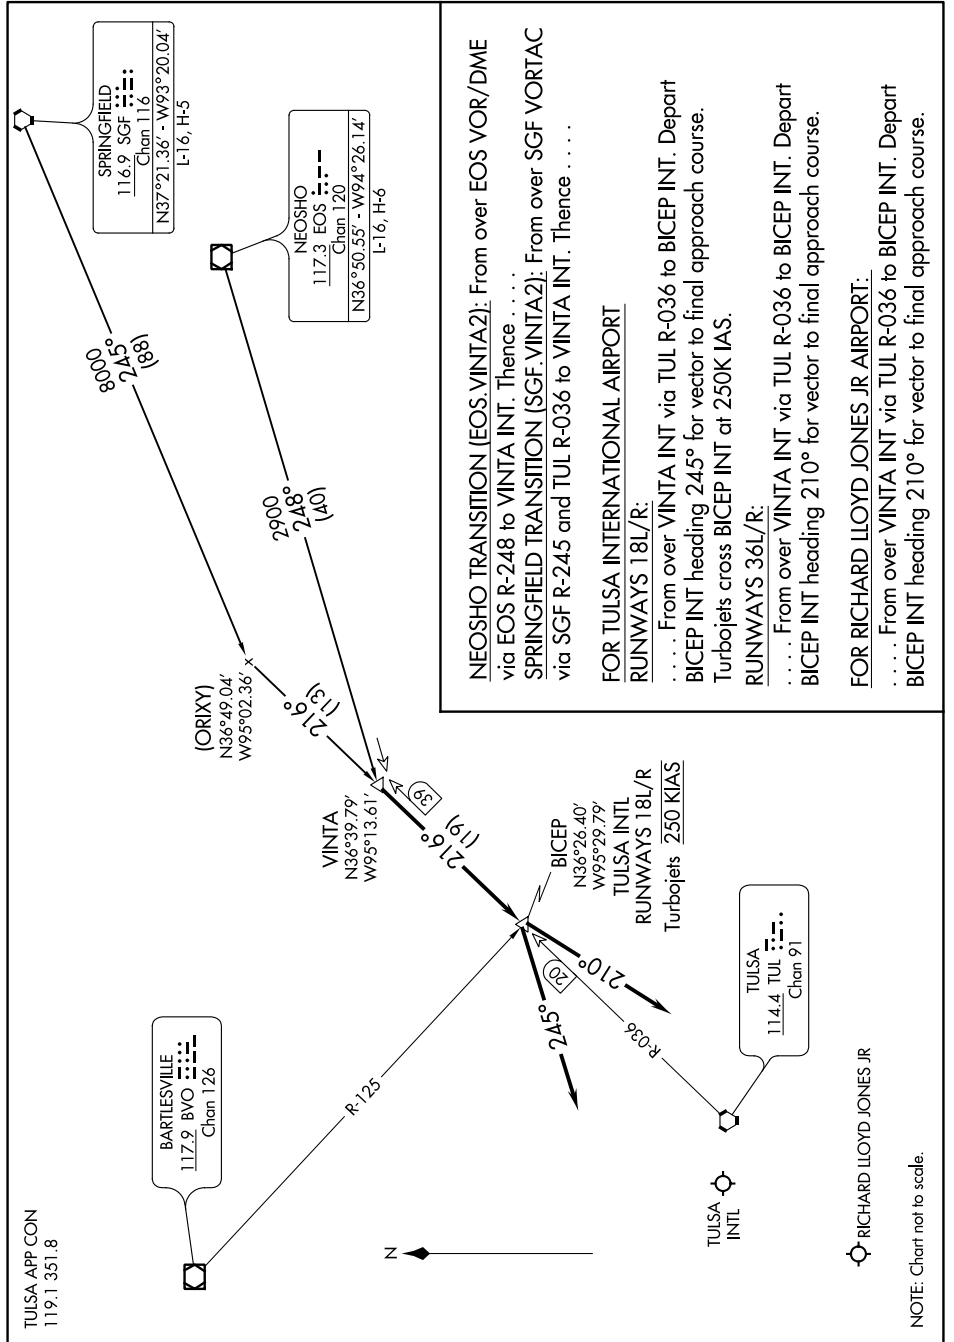 TULSA APP CON
119.1 351.8
SPRINGFIELD
116.9 SGF
Chan 116
N37°21.36' - W93°20.04'
L-16, H-5
NEOSHO
117.3 EOS
Chan 120
N36°50.55' - W94°26.14'
L-16, H-6
8000
245°
(88)
2900
248°
(40)
(ORIXY)
N36°49.04'
W95°02.36'
x
216°
(13)
VINTA
N36°39.79'
W95°13.61'
39
216°
(19)
BICEP
N36°26.40'
W95°29.79'
TULSA INTL
RUNWAYS 18L/R
Turbojets 250 KIAS
BARTLESVILLE
117.9 BVO
Chan 126
R-125
20
245°
210°
R-036
TULSA
114.4 TUL
Chan 91
N
TULSA
INTL
RICHARD LLOYD JONES JR
NOTE: Chart not to scale.
NEOSHO TRANSITION (EOS.VINTA2): From over EOS VOR/DME
via EOS R-248 to VINTA INT. Thence . . . .
SPRINGFIELD TRANSITION (SGF.VINTA2): From over SGF VORTAC
via SGF R-245 and TUL R-036 to VINTA INT. Thence . . . . .
FOR TULSA INTERNATIONAL AIRPORT
RUNWAYS 18L/R:
. . . . From over VINTA INT via TUL R-036 to BICEP INT. Depart
BICEP INT heading 245° for vector to final approach course.
Turbojets cross BICEP INT at 250K IAS.
RUNWAYS 36L/R:
. . . . From over VINTA INT via TUL R-036 to BICEP INT. Depart
BICEP INT heading 210° for vector to final approach course.
FOR RICHARD LLOYD JONES JR AIRPORT:
. . . . From over VINTA INT via TUL R-036 to BICEP INT. Depart
BICEP INT heading 210° for vector to final approach course.